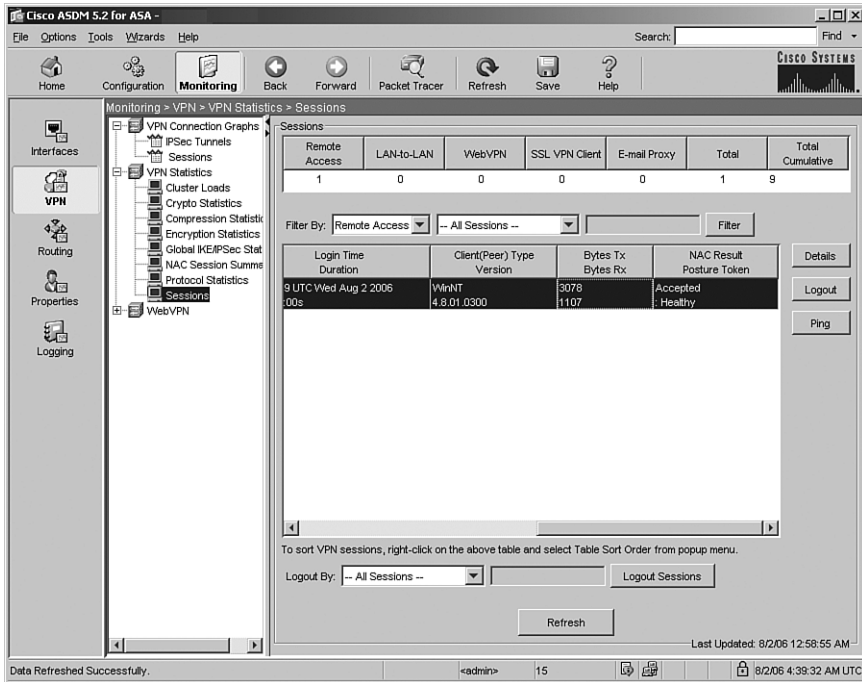 Cisco ASDM 5.2 for ASA -
File Options Tools Wizards Help Search: Find
Home Configuration Monitoring Back Forward Packet Tracer Refresh Save Help
CISCO SYSTEMS
Monitoring > VPN > VPN Statistics > Sessions
Interfaces
VPN
Routing
Properties
Logging
VPN Connection Graphs
IPSec Tunnels
Sessions
VPN Statistics
Cluster Loads
Crypto Statistics
Compression Statistic
Encryption Statistics
Global IKE/IPSec Stat
NAC Session Summa
Protocol Statistics
Sessions
WebVPN
Sessions
Remote Access LAN-to-LAN WebVPN SSL VPN Client E-mail Proxy Total Total Cumulative
1 0 0 0 0 1 9
Filter By: Remote Access -- All Sessions -- Filter
Login Time Client(Peer) Type Bytes Tx NAC Result
Duration Version Bytes Rx Posture Token
9 UTC Wed Aug 2 2006 WinNT 3078 Accepted
:00s 4.8.01.0300 1107 : Healthy
Details
Logout
Ping
To sort VPN sessions, right-click on the above table and select Table Sort Order from popup menu.
Logout By: -- All Sessions -- Logout Sessions
Refresh
Last Updated: 8/2/06 12:58:55 AM
Data Refreshed Successfully. <admin> 15 8/2/06 4:39:32 AM UTC